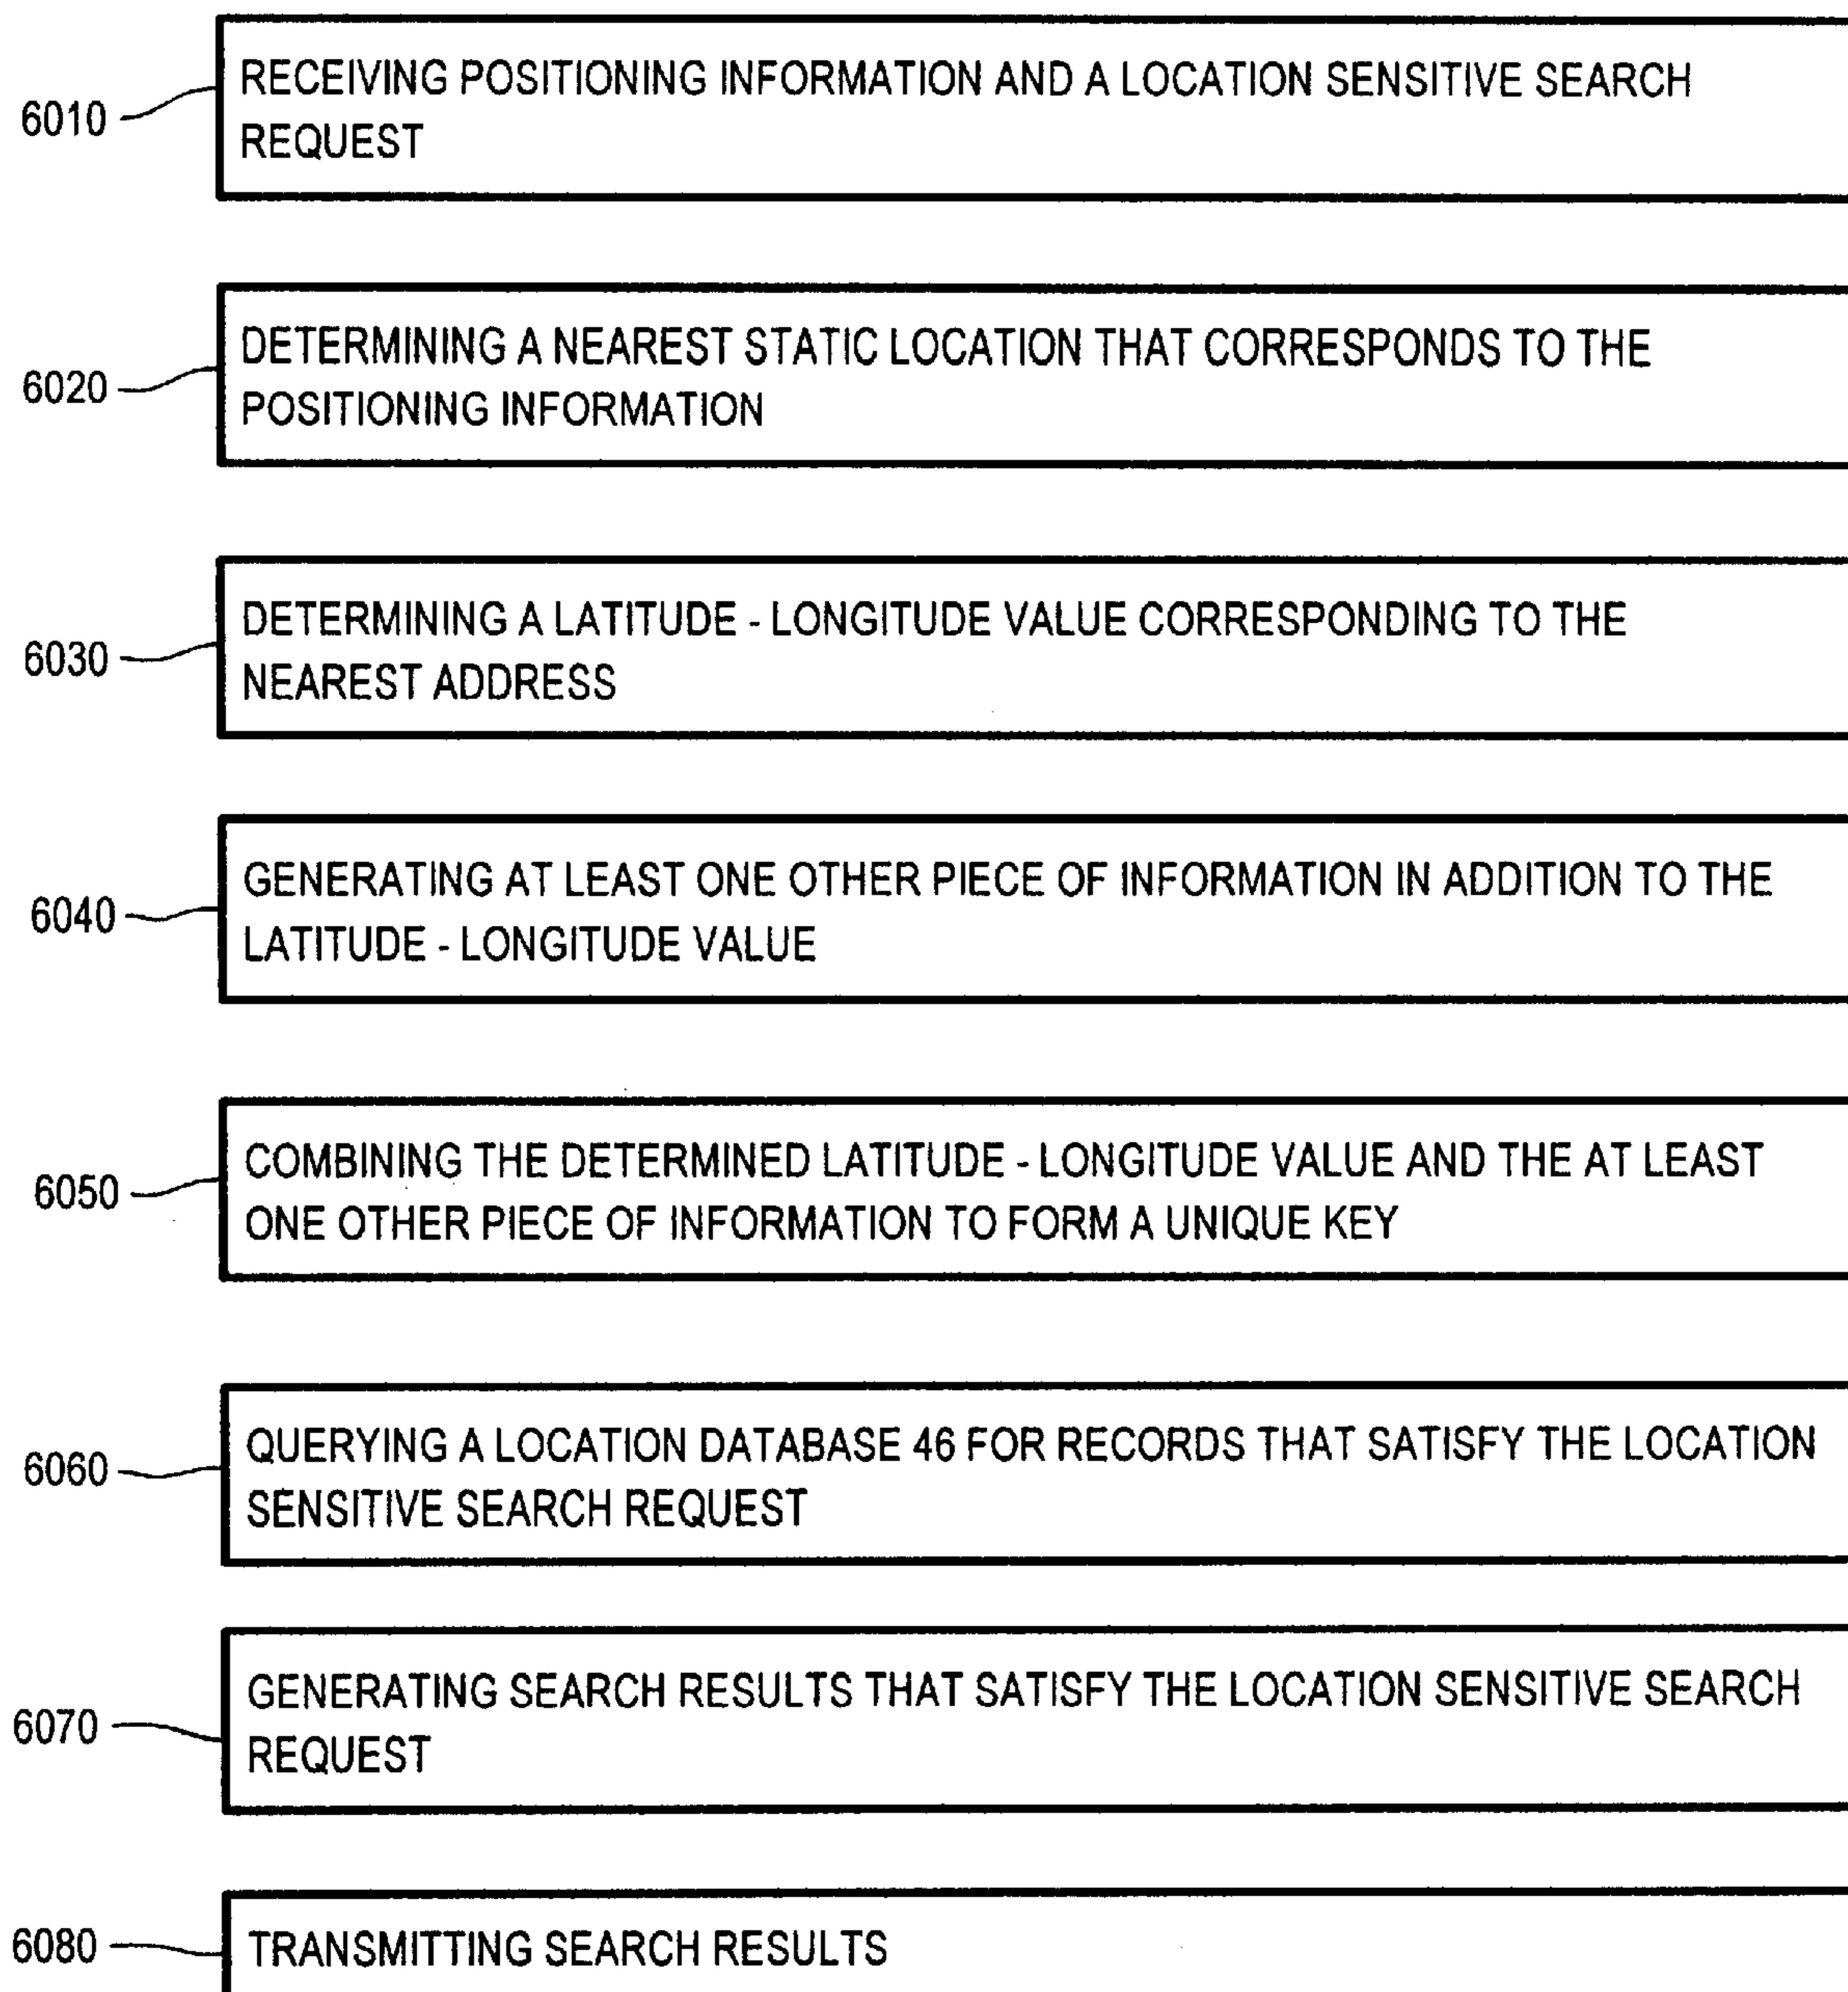 6010
RECEIVING POSITIONING INFORMATION AND A LOCATION SENSITIVE SEARCH
REQUEST
6020
DETERMINING A NEAREST STATIC LOCATION THAT CORRESPONDS TO THE
POSITIONING INFORMATION
6030
DETERMINING A LATITUDE - LONGITUDE VALUE CORRESPONDING TO THE
NEAREST ADDRESS
6040
GENERATING AT LEAST ONE OTHER PIECE OF INFORMATION IN ADDITION TO THE
LATITUDE - LONGITUDE VALUE
6050
COMBINING THE DETERMINED LATITUDE - LONGITUDE VALUE AND THE AT LEAST
ONE OTHER PIECE OF INFORMATION TO FORM A UNIQUE KEY
6060
QUERYING A LOCATION DATABASE 46 FOR RECORDS THAT SATISFY THE LOCATION
SENSITIVE SEARCH REQUEST
6070
GENERATING SEARCH RESULTS THAT SATISFY THE LOCATION SENSITIVE SEARCH
REQUEST
6080
TRANSMITTING SEARCH RESULTS